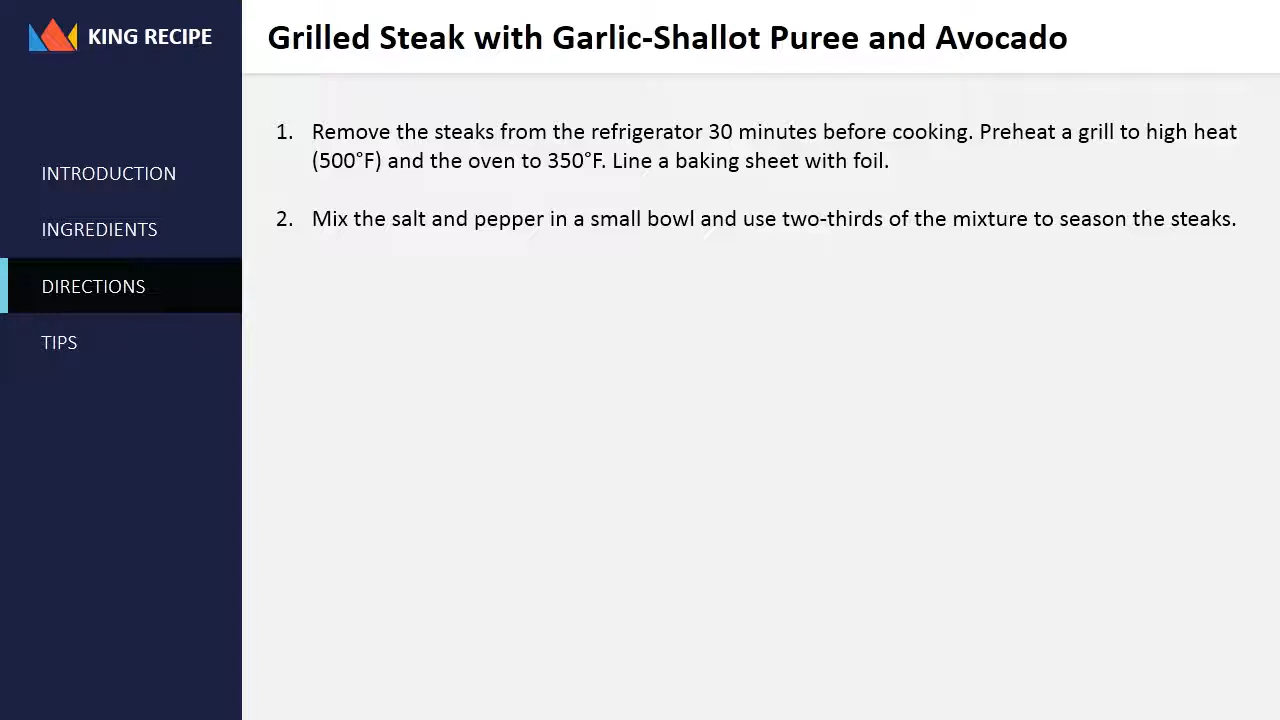 KING RECIPE
Grilled Steak with Garlic-Shallot Puree and Avocado
INTRODUCTION
INGREDIENTS
DIRECTIONS
TIPS
1. Remove the steaks from the refrigerator 30 minutes before cooking. Preheat a grill to high heat
(500°F) and the oven to 350°F. Line a baking sheet with foil.
2. Mix the salt and pepper in a small bowl and use two-thirds of the mixture to season the steaks.